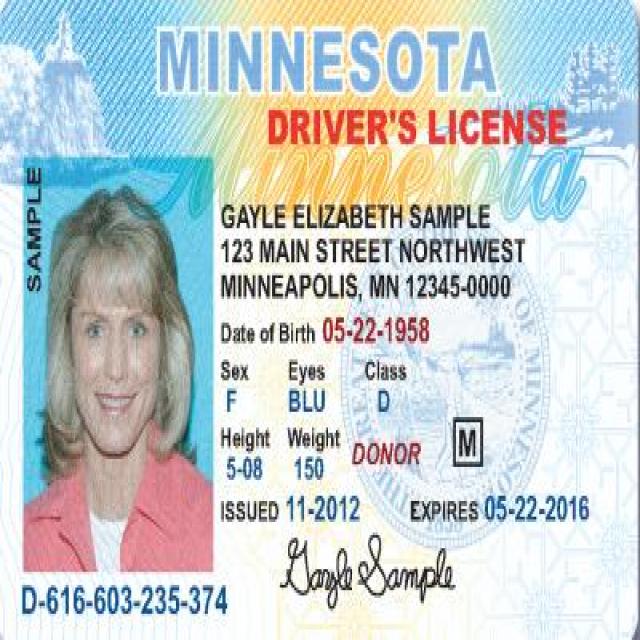 MINNESOTA
DRIVER'S LICENSE
Minnesota
SAMPLE
GAYLE ELIZABETH SAMPLE
123 MAIN STREET NORTHWEST
MINNEAPOLIS, MN 12345-0000
Date of Birth 05-22-1958
Sex Eyes Class
F BLU D
Height Weight
5-08 150 DONOR M
ISSUED 11-2012 EXPIRES 05-22-2016
Gayle Sample
D-616-603-235-374